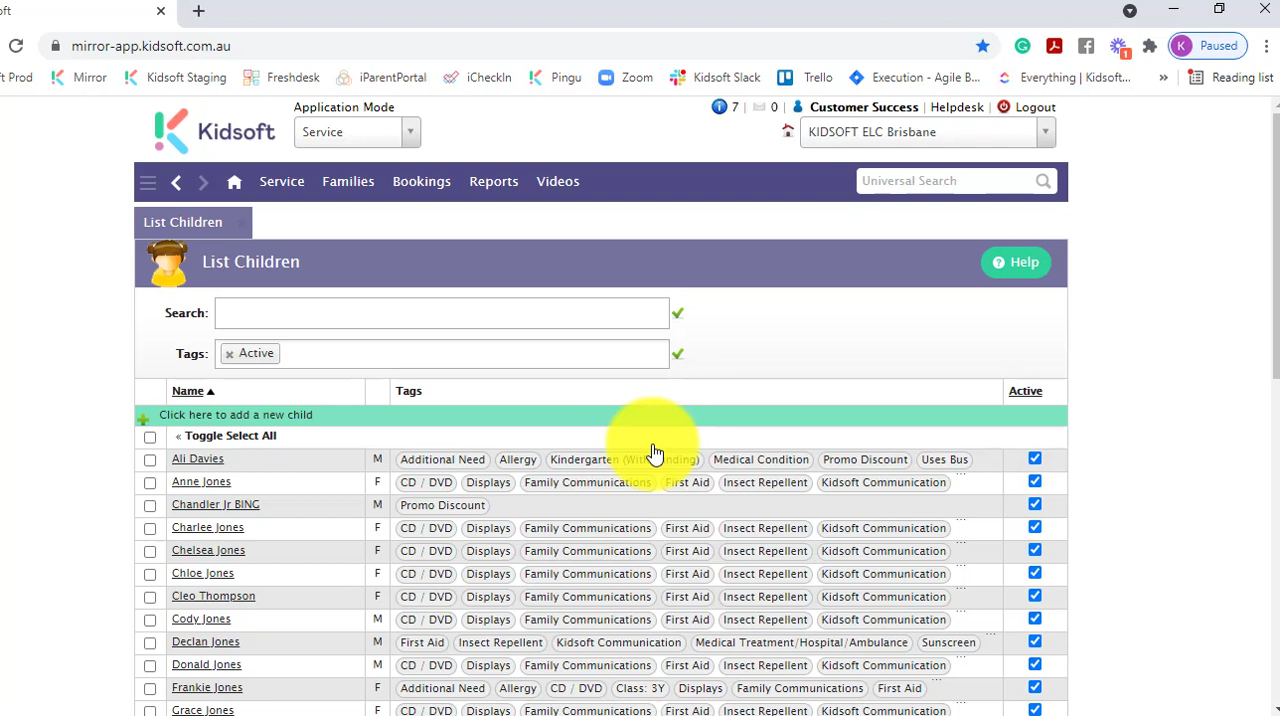 oft
mirror-app.kidsoft.com.au
1
K Paused
ft Prod Mirror Kidsoft Staging Freshdesk iParentPortal iCheckIn Pingu Zoom Kidsoft Slack Trello Execution - Agile B... Everything | Kidsoft... » Reading list
Application Mode
7 | 0 Customer Success | Helpdesk | Logout
Kidsoft
Service
KIDSOFT ELC Brisbane
Service Families Bookings Reports Videos
Universal Search
List Children
List Children
? Help
Search:
Tags: × Active
Name Tags Active
Click here to add a new child
« Toggle Select All
Ali Davies M Additional Need Allergy Kindergarten (With Funding) Medical Condition Promo Discount Uses Bus
Anne Jones F CD / DVD Displays Family Communications First Aid Insect Repellent Kidsoft Communication ...
Chandler Jr BING M Promo Discount
Charlee Jones F CD / DVD Displays Family Communications First Aid Insect Repellent Kidsoft Communication ...
Chelsea Jones F CD / DVD Displays Family Communications First Aid Insect Repellent Kidsoft Communication ...
Chloe Jones F CD / DVD Displays Family Communications First Aid Insect Repellent Kidsoft Communication ...
Cleo Thompson F CD / DVD Displays Family Communications First Aid Insect Repellent Kidsoft Communication ...
Cody Jones M CD / DVD Displays Family Communications First Aid Insect Repellent Kidsoft Communication ...
Declan Jones M First Aid Insect Repellent Kidsoft Communication Medical Treatment/Hospital/Ambulance Sunscreen ...
Donald Jones M CD / DVD Displays Family Communications First Aid Insect Repellent Kidsoft Communication ...
Frankie Jones F Additional Need Allergy CD / DVD Class: 3Y Displays Family Communications First Aid ...
Grace Jones F CD / DVD Displays Family Communications First Aid Insect Repellent Kidsoft Communication ...